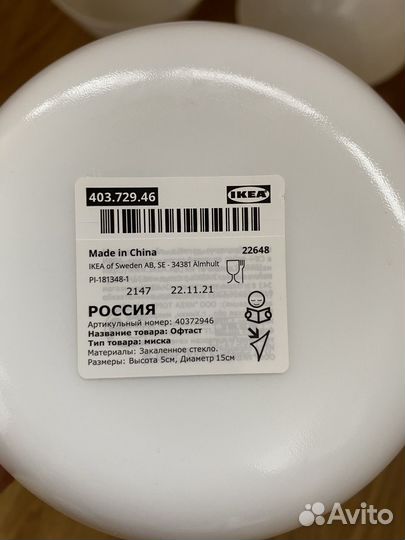 403.729.46 IKEA
Made in China 22648
IKEA of Sweden AB, SE - 34381 Älmhult
PI-181348-1
2147 22.11.21
РОССИЯ
Артикульный номер: 40372946
Название товара: Офтаст
Тип товара: миска
Материалы: Закаленное стекло.
Размеры: Высота 5см, Диаметр 15см
Avito